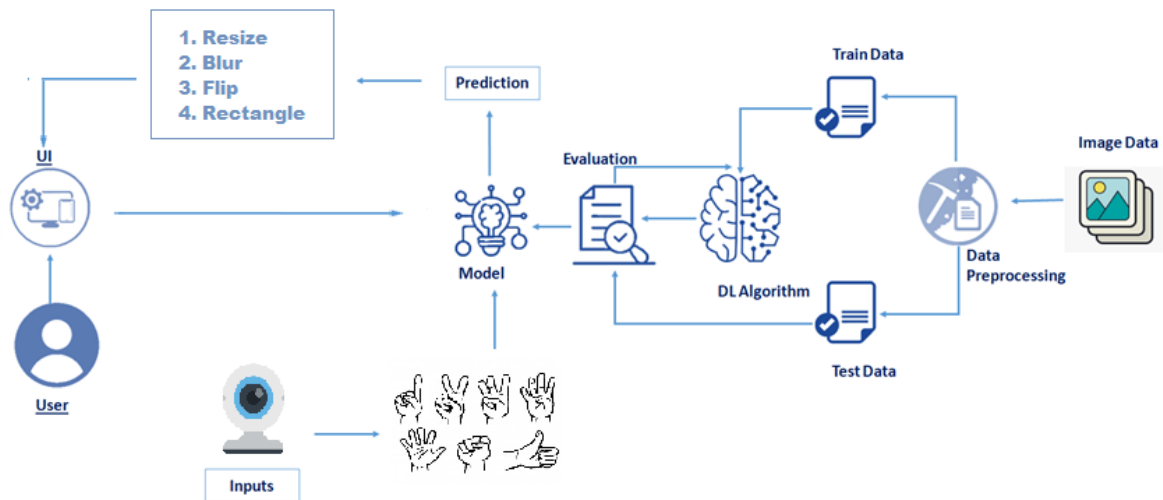 1. Resize
2. Blur
3. Flip
4. Rectangle
Prediction
Train Data
Image Data
UI
Evaluation
Model
DL Algorithm
Data
Preprocessing
User
Test Data
Inputs